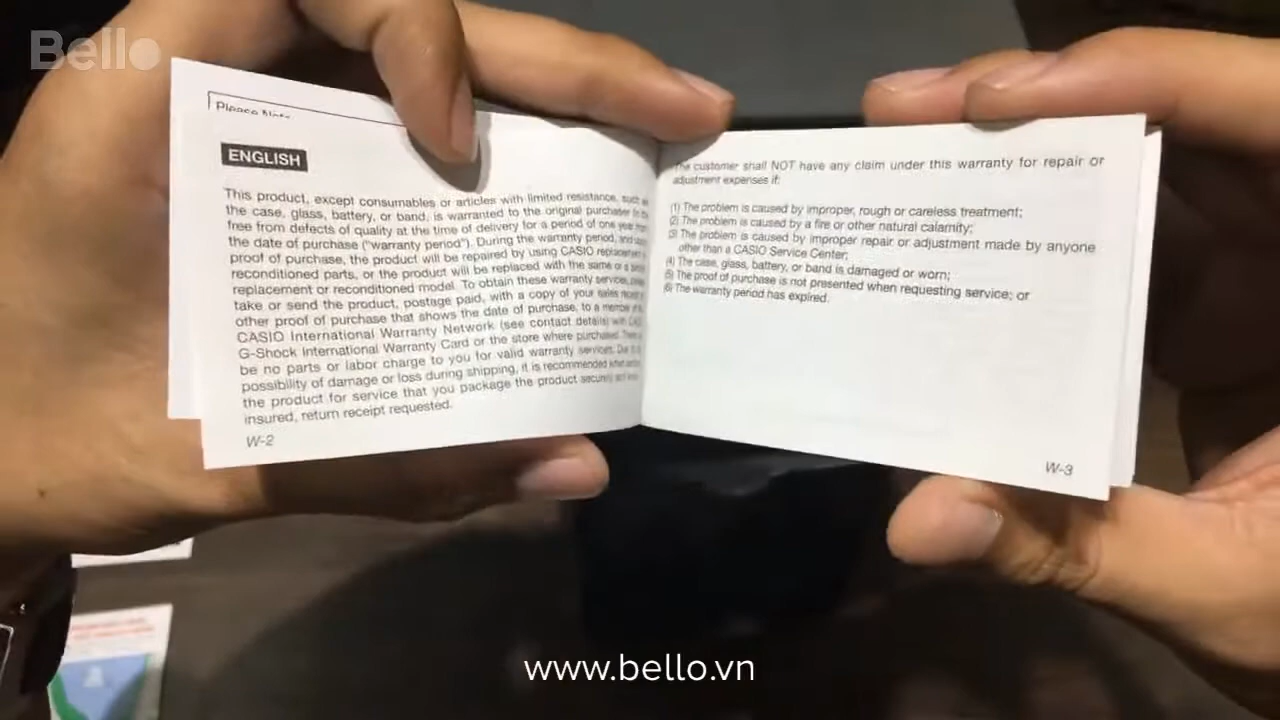 Bello
Please Note
ENGLISH
This product, except consumables or articles with limited resistance, such as
the case, glass, battery, or band, is warranted to the original purchaser to be
free from defects of quality at the time of delivery for a period of one year from
the date of purchase ("warranty period"). During the warranty period, and upon
proof of purchase, the product will be repaired by using CASIO replacement
reconditioned parts, or the product will be replaced with the same or a
replacement or reconditioned model. To obtain these warranty services, please
take or send the product, postage paid, with a copy of your sales receipt
other proof of purchase that shows the date of purchase, to a member of
CASIO International Warranty Network (see contact details) with
G-Shock International Warranty Card or the store where purchased.
be no parts or labor charge to you for valid warranty services.
possibility of damage or loss during shipping, it is recommended
the product for service that you package the product securely
insured, return receipt requested.
W-2
The customer shall NOT have any claim under this warranty for repair or
adjustment expenses if:
(1) The problem is caused by improper, rough or careless treatment;
(2) The problem is caused by a fire or other natural calamity;
(3) The problem is caused by improper repair or adjustment made by anyone
other than a CASIO Service Center;
(4) The case, glass, battery, or band is damaged or worn;
(5) The proof of purchase is not presented when requesting service; or
(6) The warranty period has expired.
W-3
www.bello.vn